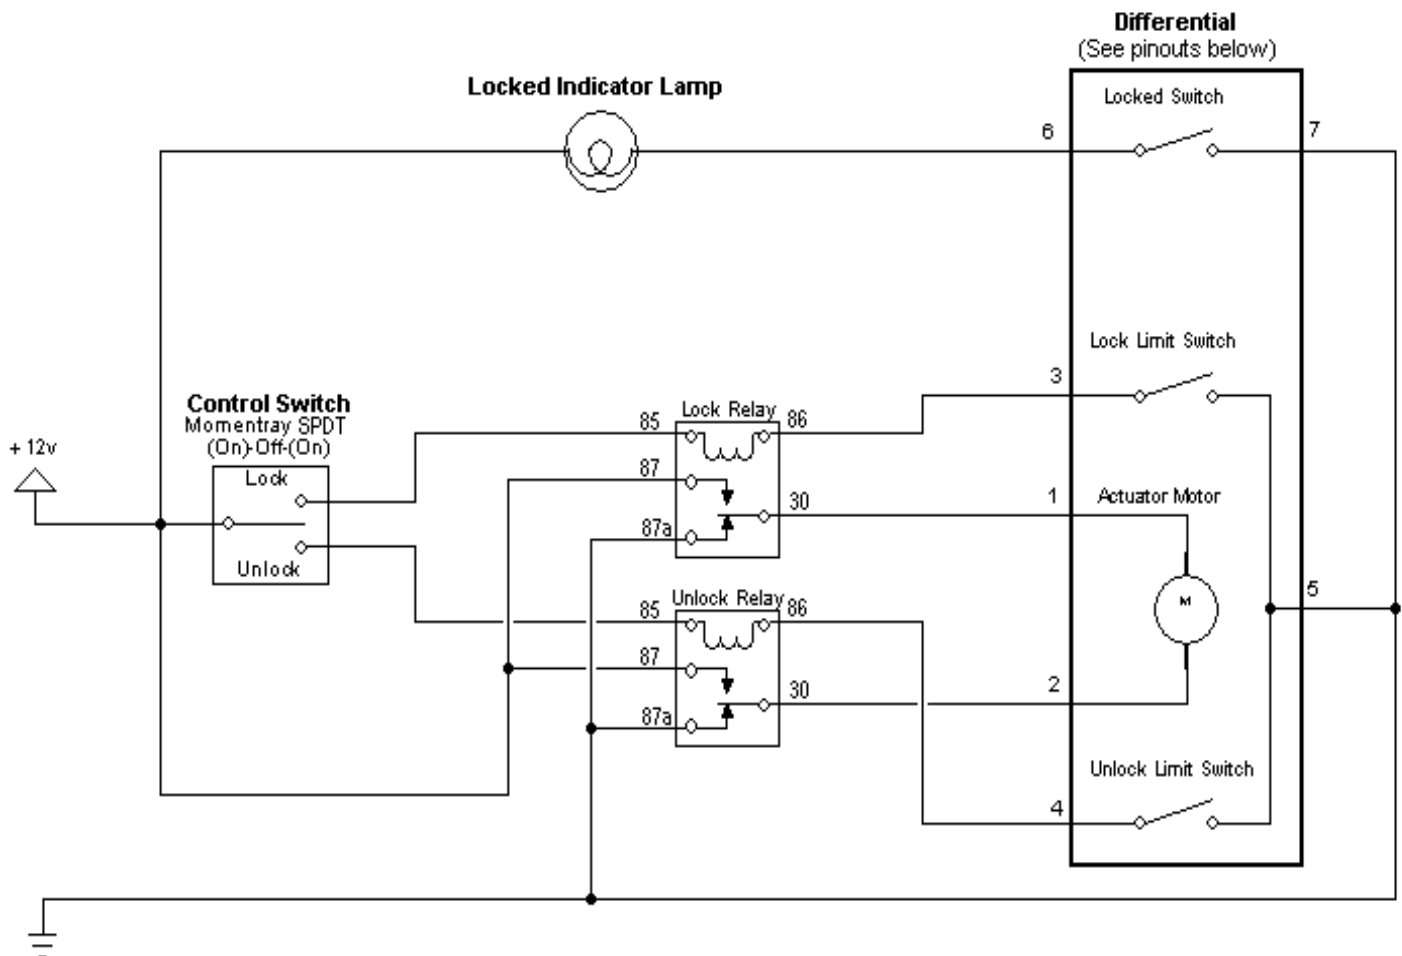 Differential
(See pinouts below)
Locked Indicator Lamp
Locked Switch
6
7
Lock Limit Switch
3
Control Switch
Momentray SPDT
(On)-Off-(On)
+ 12v
Lock
Unlock
Lock Relay
85
86
87
30
87a
1
Actuator Motor
M
5
Unlock Relay
85
86
87
30
87a
2
Unlock Limit Switch
4